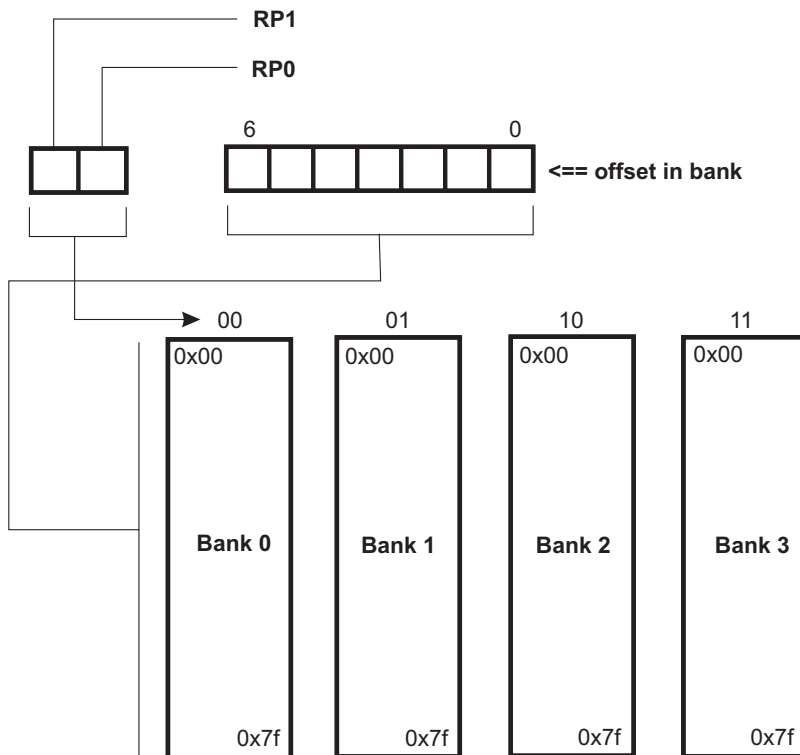 RP1
RP0
6 0
<== offset in bank
00 01 10 11
0x00 0x00 0x00 0x00
Bank 0 Bank 1 Bank 2 Bank 3
0x7f 0x7f 0x7f 0x7f